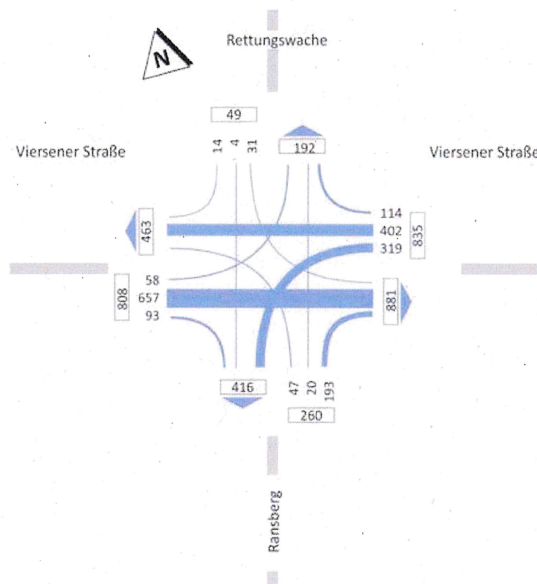 Rettungswache
N
49
14 4 31
192
Viersener Straße
Viersener Straße
463
114
402
319
835
808
58
657
93
881
416
47 20 193
260
Ransberg